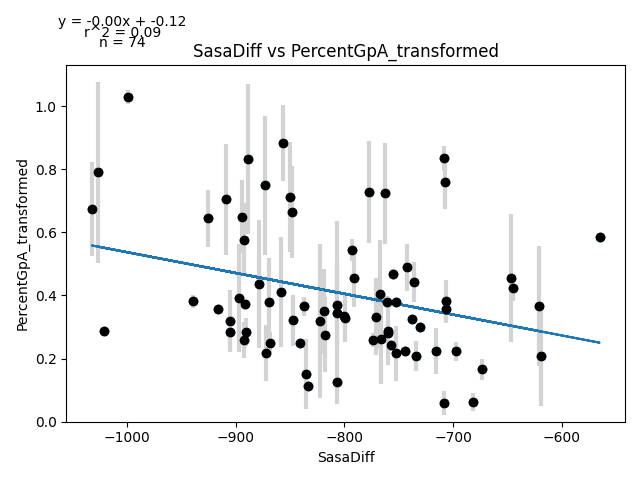 y = -0.00x + -0.12
r^2 = 0.09
n = 74
SasaDiff vs PercentGpA_transformed
1.0
0.8
0.6
0.4
0.2
0.0
PercentGpA_transformed
−1000 −900 −800 −700 −600
SasaDiff